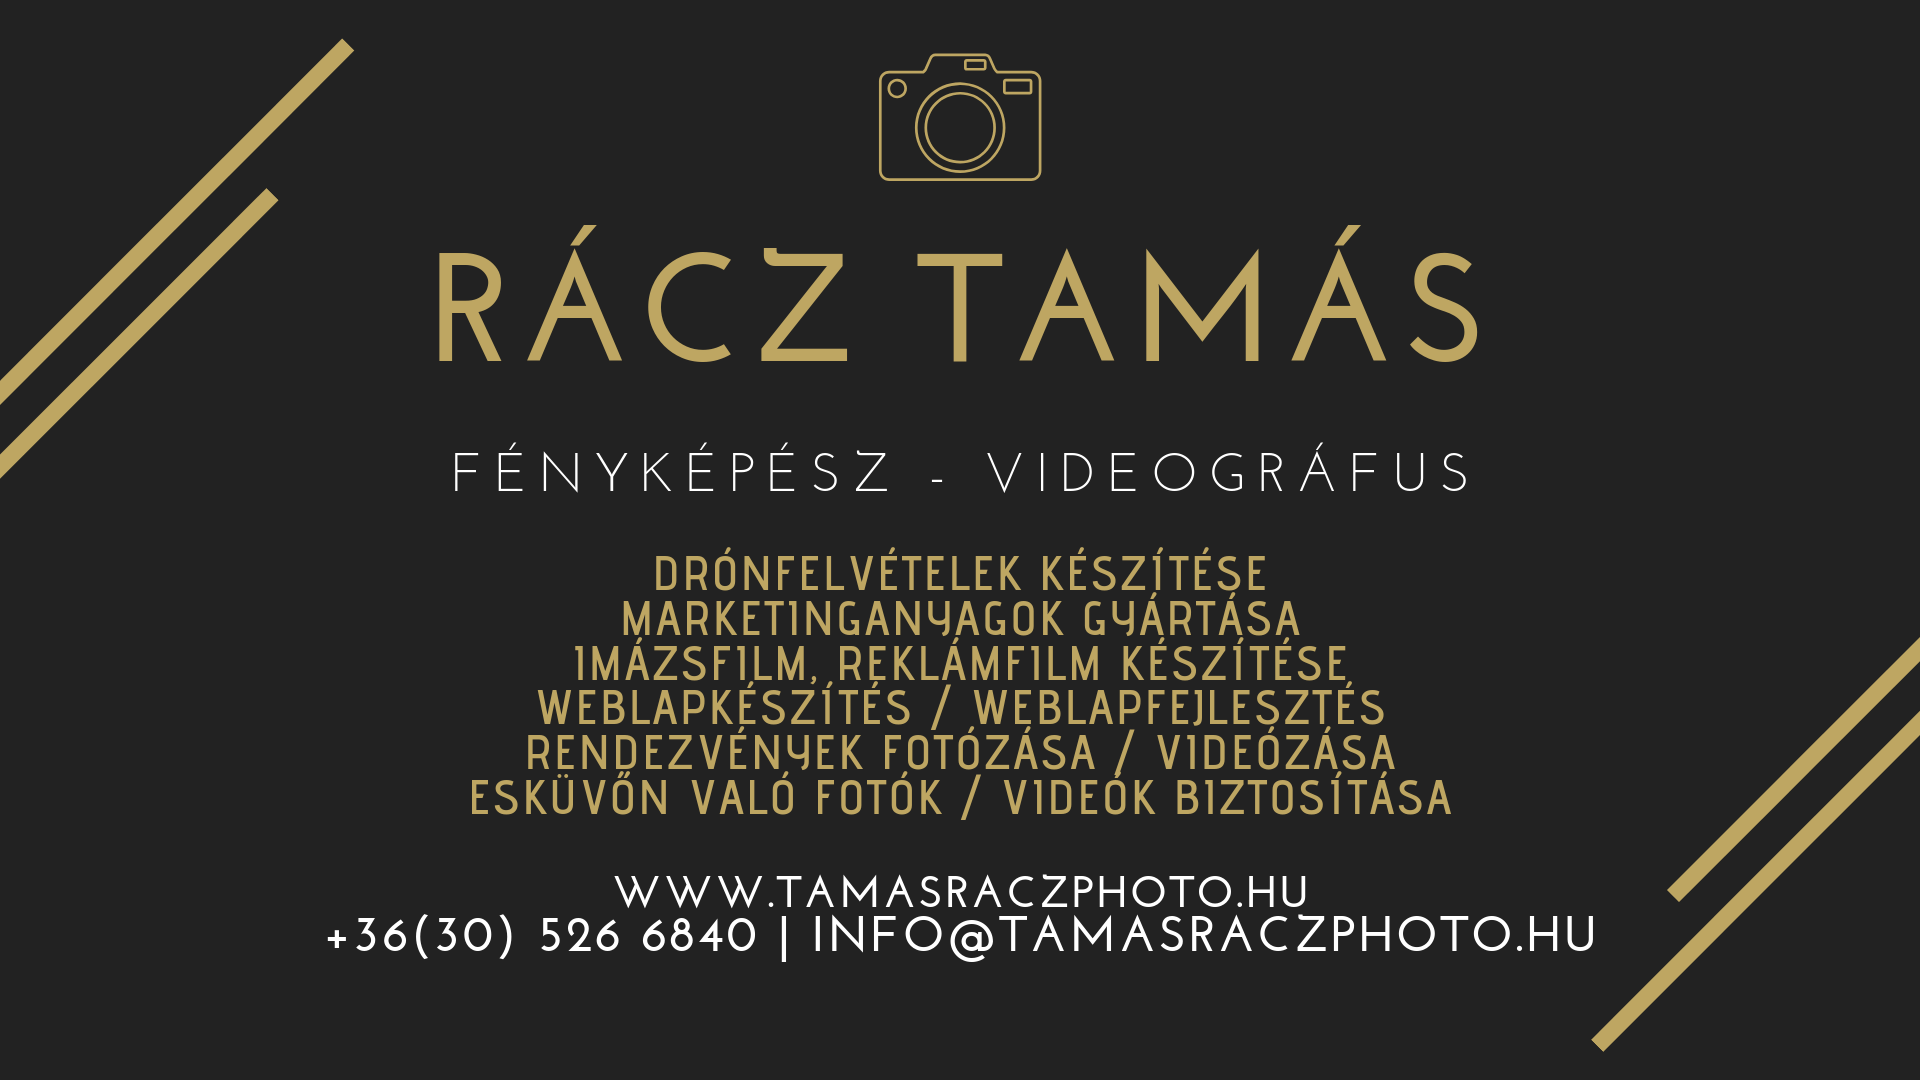 RÁCZ TAMÁS
FÉNYKÉPÉSZ - VIDEOGRÁFUS
DRÓNFELVÉTELEK KÉSZÍTÉSE
MARKETINGANYAGOK GYÁRTÁSA
IMÁZSFILM, REKLÁMFILM KÉSZÍTÉSE
WEBLAPKÉSZÍTÉS / WEBLAPFEJLESZTÉS
RENDEZVÉNYEK FOTÓZÁSA / VIDEÓZÁSA
ESKÜVŐN VALÓ FOTÓK / VIDEÓK BIZTOSÍTÁSA
WWW.TAMASRACZPHOTO.HU
+36(30) 526 6840 | INFO@TAMASRACZPHOTO.HU